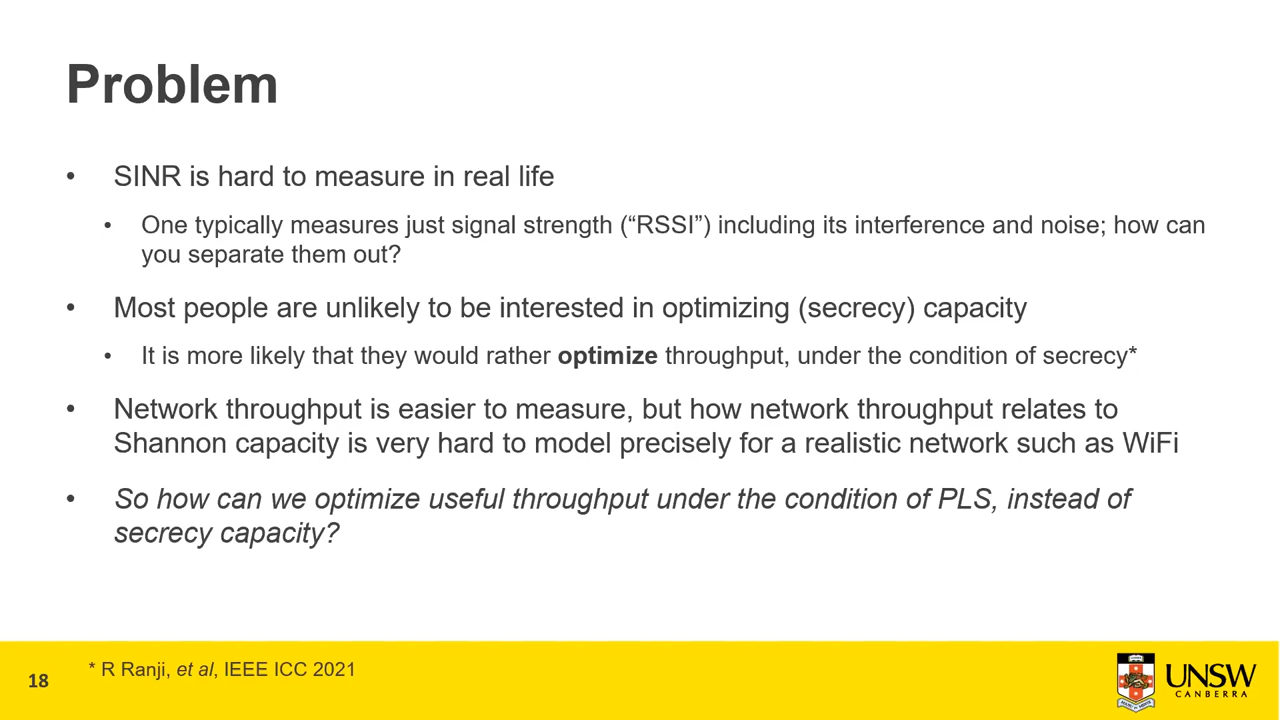 Problem
• SINR is hard to measure in real life
• One typically measures just signal strength (“RSSI”) including its interference and noise; how can
you separate them out?
• Most people are unlikely to be interested in optimizing (secrecy) capacity
• It is more likely that they would rather optimize throughput, under the condition of secrecy*
• Network throughput is easier to measure, but how network throughput relates to
Shannon capacity is very hard to model precisely for a realistic network such as WiFi
• So how can we optimize useful throughput under the condition of PLS, instead of
secrecy capacity?
* R Ranji, et al, IEEE ICC 2021
18
UNSW
CANBERRA